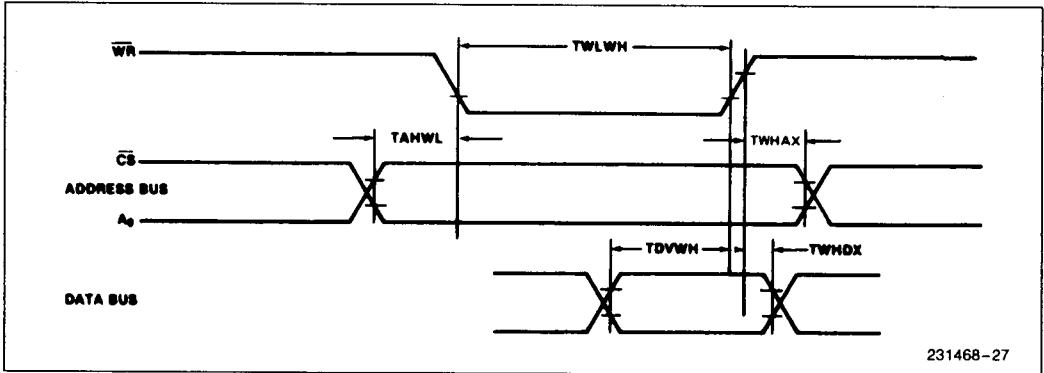 WR
TWLWH
TAHWL
TWHAX
CS
ADDRESS BUS
A0
TDVWH
TWHDX
DATA BUS
231468-27